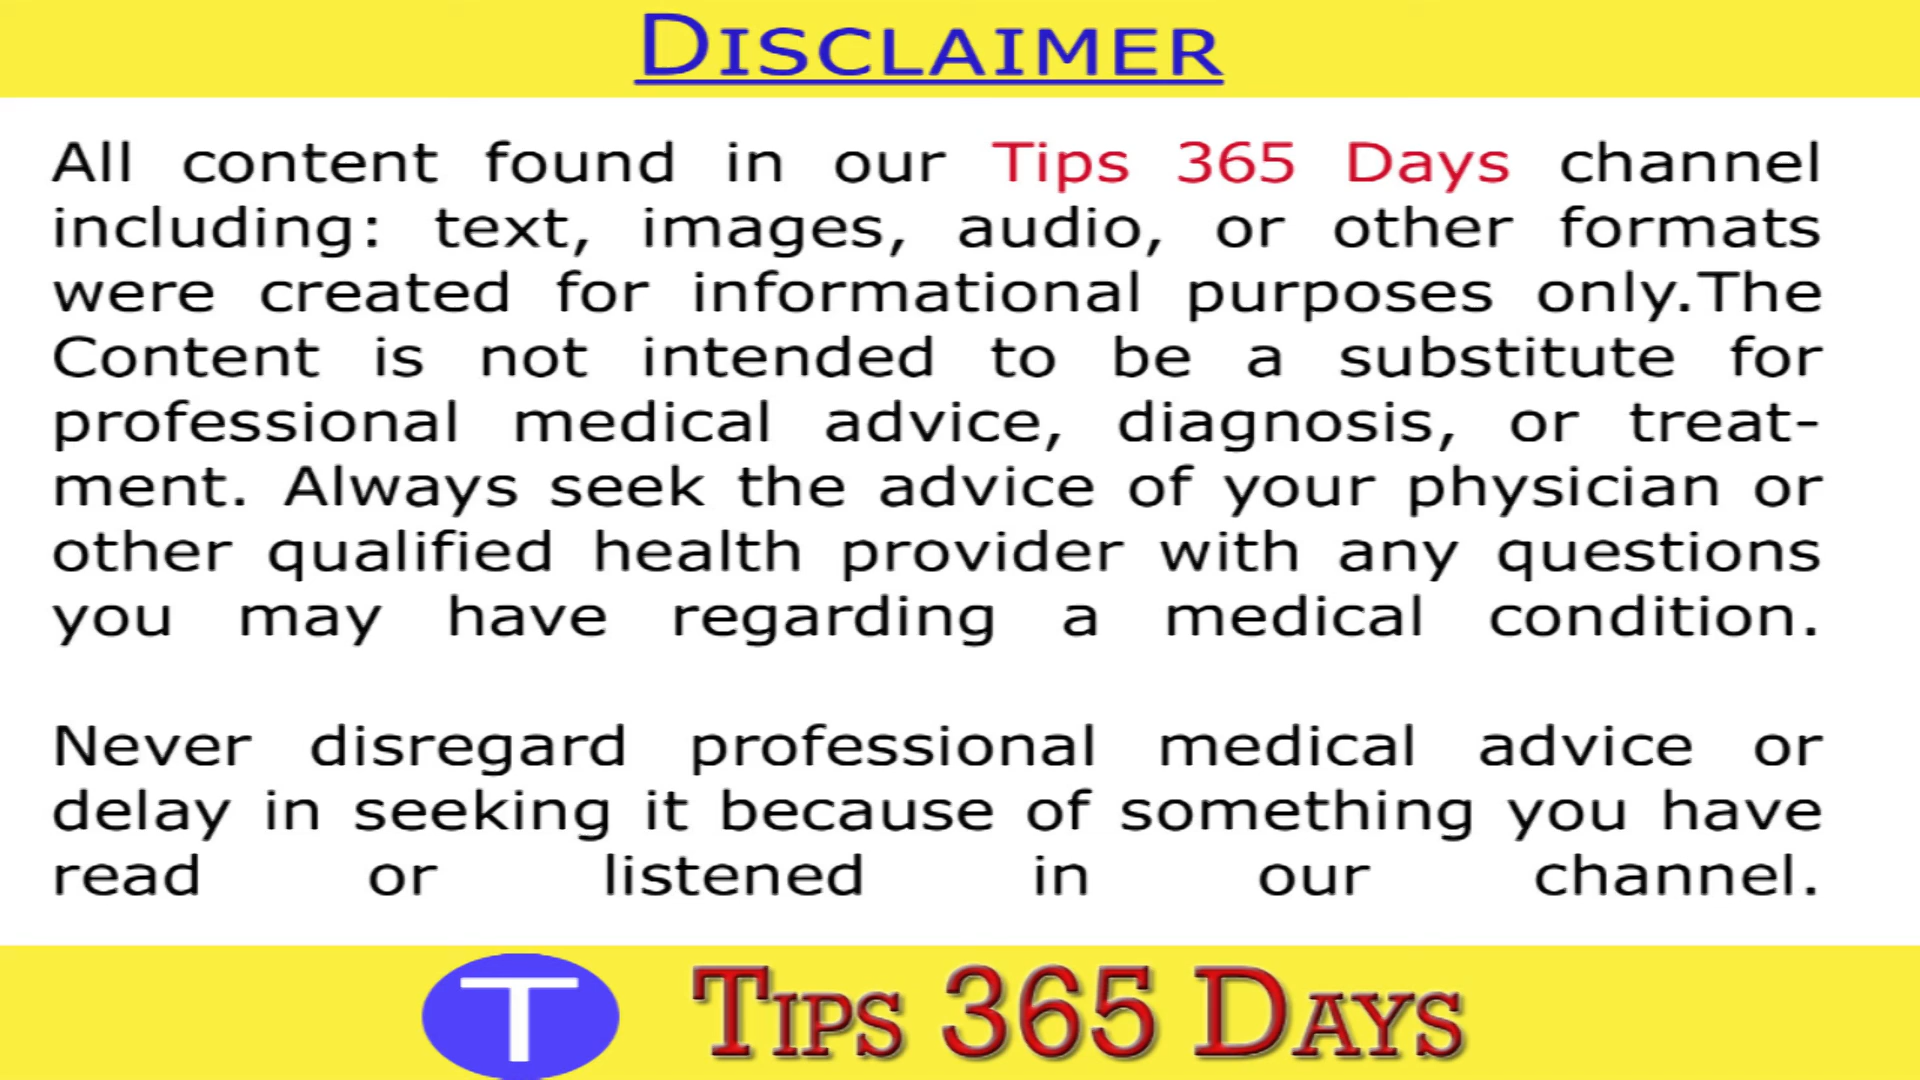 DISCLAIMER
All content found in our Tips 365 Days channel
including: text, images, audio, or other formats
were created for informational purposes only.The
Content is not intended to be a substitute for
professional medical advice, diagnosis, or treat-
ment. Always seek the advice of your physician or
other qualified health provider with any questions
you may have regarding a medical condition.
Never disregard professional medical advice or
delay in seeking it because of something you have
read or listened in our channel.
T TIPS 365 DAYS